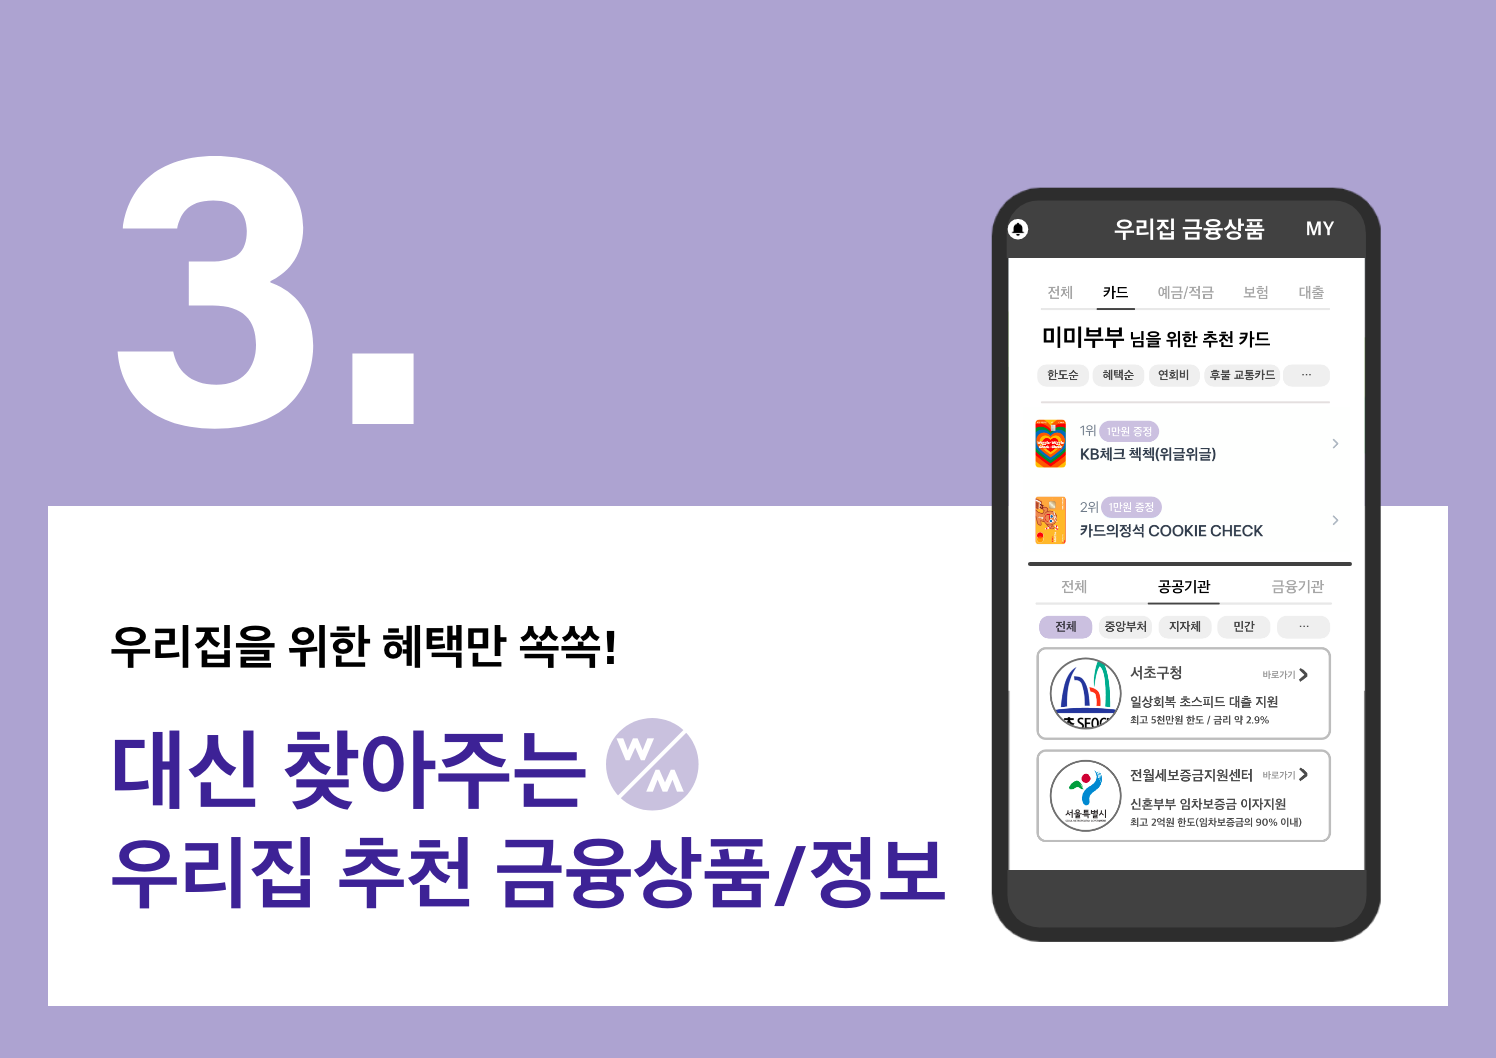 3.
우리집을 위한 혜택만 쏙쏙!
대신 찾아주는
W/M
우리집 추천 금융상품/정보
우리집 금융상품 MY
전체 카드 예금/적금 보험 대출
미미부부 님을 위한 추천 카드
한도순 혜택순 연회비 후불 교통카드 ...
1위 1만원 증정
KB체크 첵첵(위글위글)
2위 1만원 증정
카드의정석 COOKIE CHECK
전체 공공기관 금융기관
전체 중앙부처 지자체 민간 ...
서초구청 바로가기
일상회복 초스피드 대출 지원
최고 5천만원 한도 / 금리 약 2.9%
전월세보증금지원센터 바로가기
서울특별시
신혼부부 임차보증금 이자지원
최고 2억원 한도(임차보증금의 90% 이내)